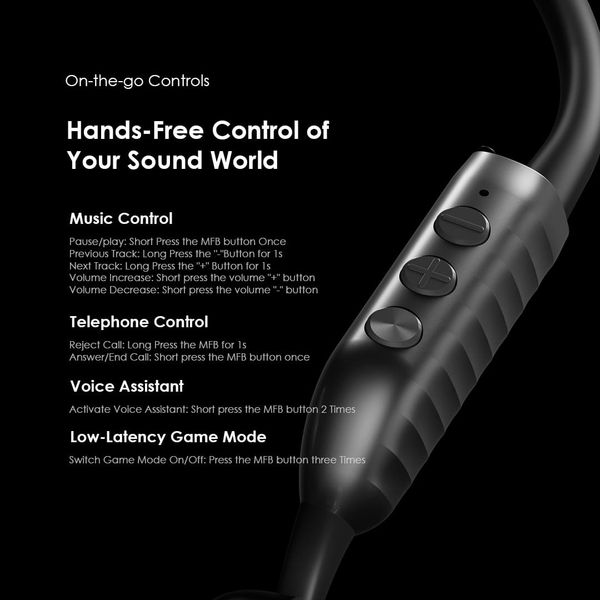 On-the-go Controls
Hands-Free Control of
Your Sound World
Music Control
Pause/play: Short Press the MFB button Once
Previous Track: Long Press the "-"Button for 1s
Next Track: Long Press the "+" Button for 1s
Volume Increase: Short press the volume "+" button
Volume Decrease: Short press the volume "-" button
Telephone Control
Reject Call: Long Press the MFB for 1s
Answer/End Call: Short press the MFB button once
Voice Assistant
Activate Voice Assistant: Short press the MFB button 2 Times
Low-Latency Game Mode
Switch Game Mode On/Off: Press the MFB button three Times